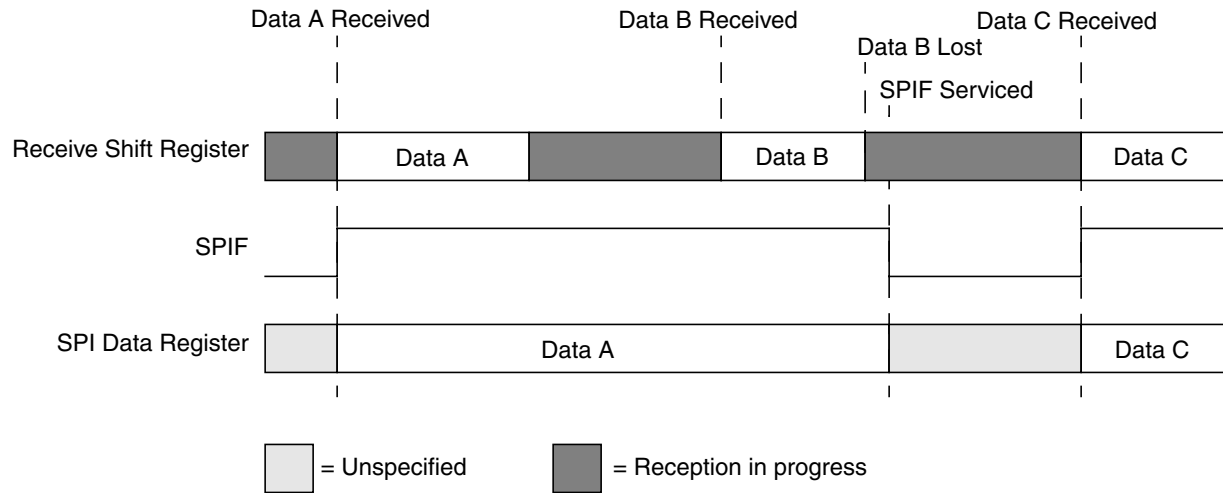 Data A Received
Data B Received
Data C Received
Data B Lost
SPIF Serviced
Receive Shift Register
Data A
Data B
Data C
SPIF
SPI Data Register
Data A
Data C
= Unspecified
= Reception in progress